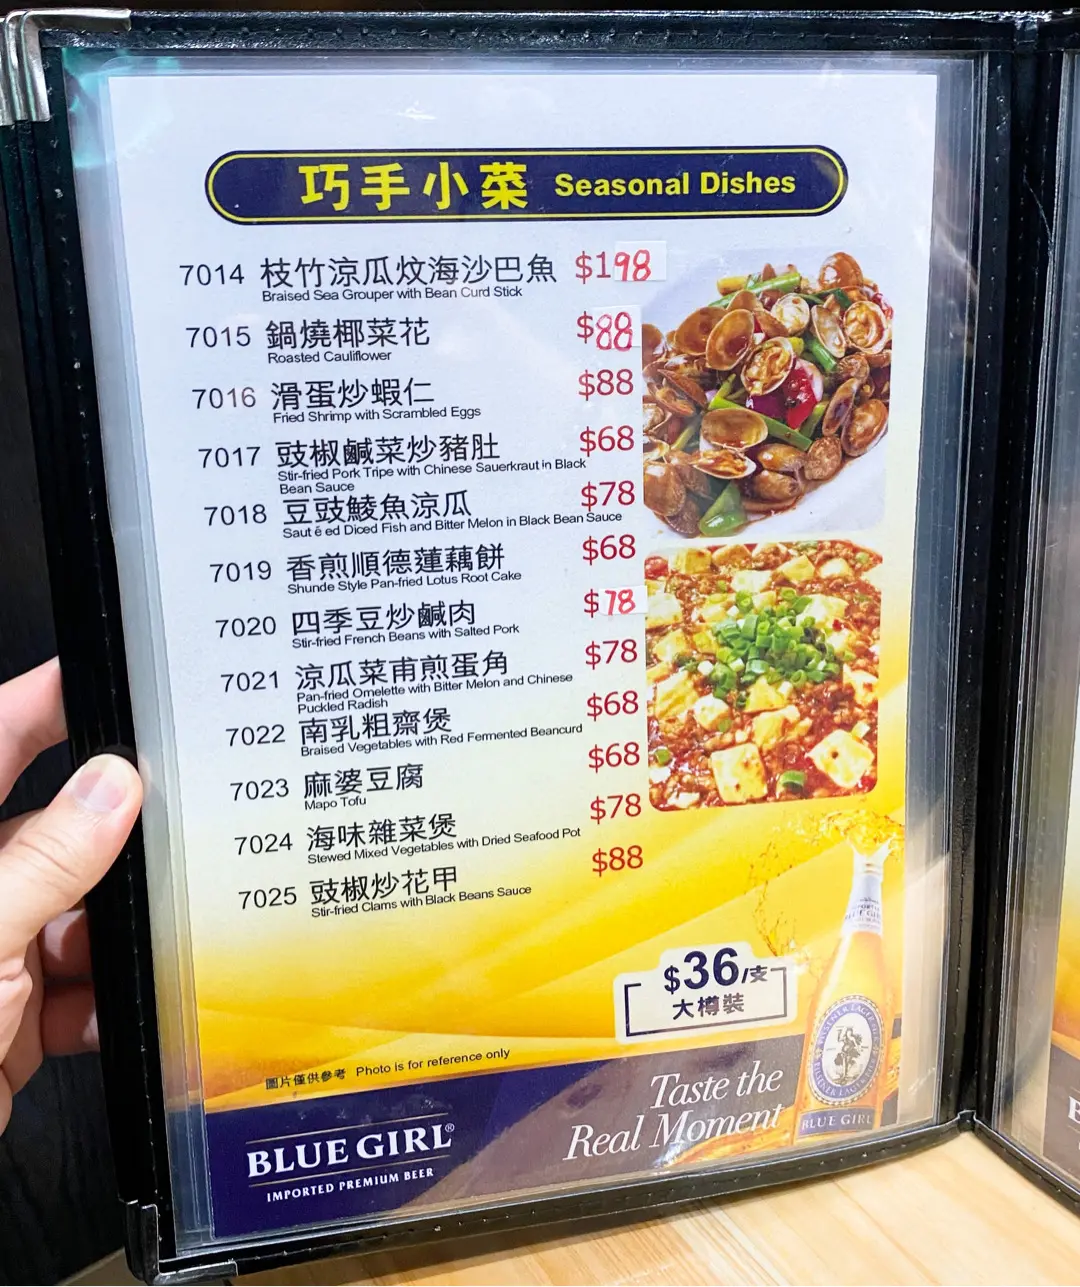 巧手小菜 Seasonal Dishes
7014 枝竹涼瓜炆海沙巴魚 $198
Braised Sea Grouper with Bean Curd Stick
7015 鍋燒椰菜花 $88
Roasted Cauliflower
7016 滑蛋炒蝦仁 $88
Fried Shrimp with Scrambled Eggs
7017 豉椒鹹菜炒豬肚 $68
Stir-fried Pork Tripe with Chinese Sauerkraut in Black
Bean Sauce
7018 豆豉鯪魚涼瓜 $78
Saut é ed Diced Fish and Bitter Melon in Black Bean Sauce
7019 香煎順德蓮藕餅 $68
Shunde Style Pan-fried Lotus Root Cake
7020 四季豆炒鹹肉 $78
Stir-fried French Beans with Salted Pork
7021 涼瓜菜甫煎蛋角 $78
Pan-fried Omelette with Bitter Melon and Chinese
Puckled Radish
7022 南乳粗齋煲 $68
Braised Vegetables with Red Fermented Beancurd
7023 麻婆豆腐 $68
Mapo Tofu
7024 海味雜菜煲 $78
Stewed Mixed Vegetables with Dried Seafood Pot
7025 豉椒炒花甲 $88
Stir-fried Clams with Black Beans Sauce
$36/支
大樽裝
圖片僅供參考 Photo is for reference only
Taste the
Real Moment
BLUE GIRL®
IMPORTED PREMIUM BEER
PILSENER LAGER
BLUE GIRL